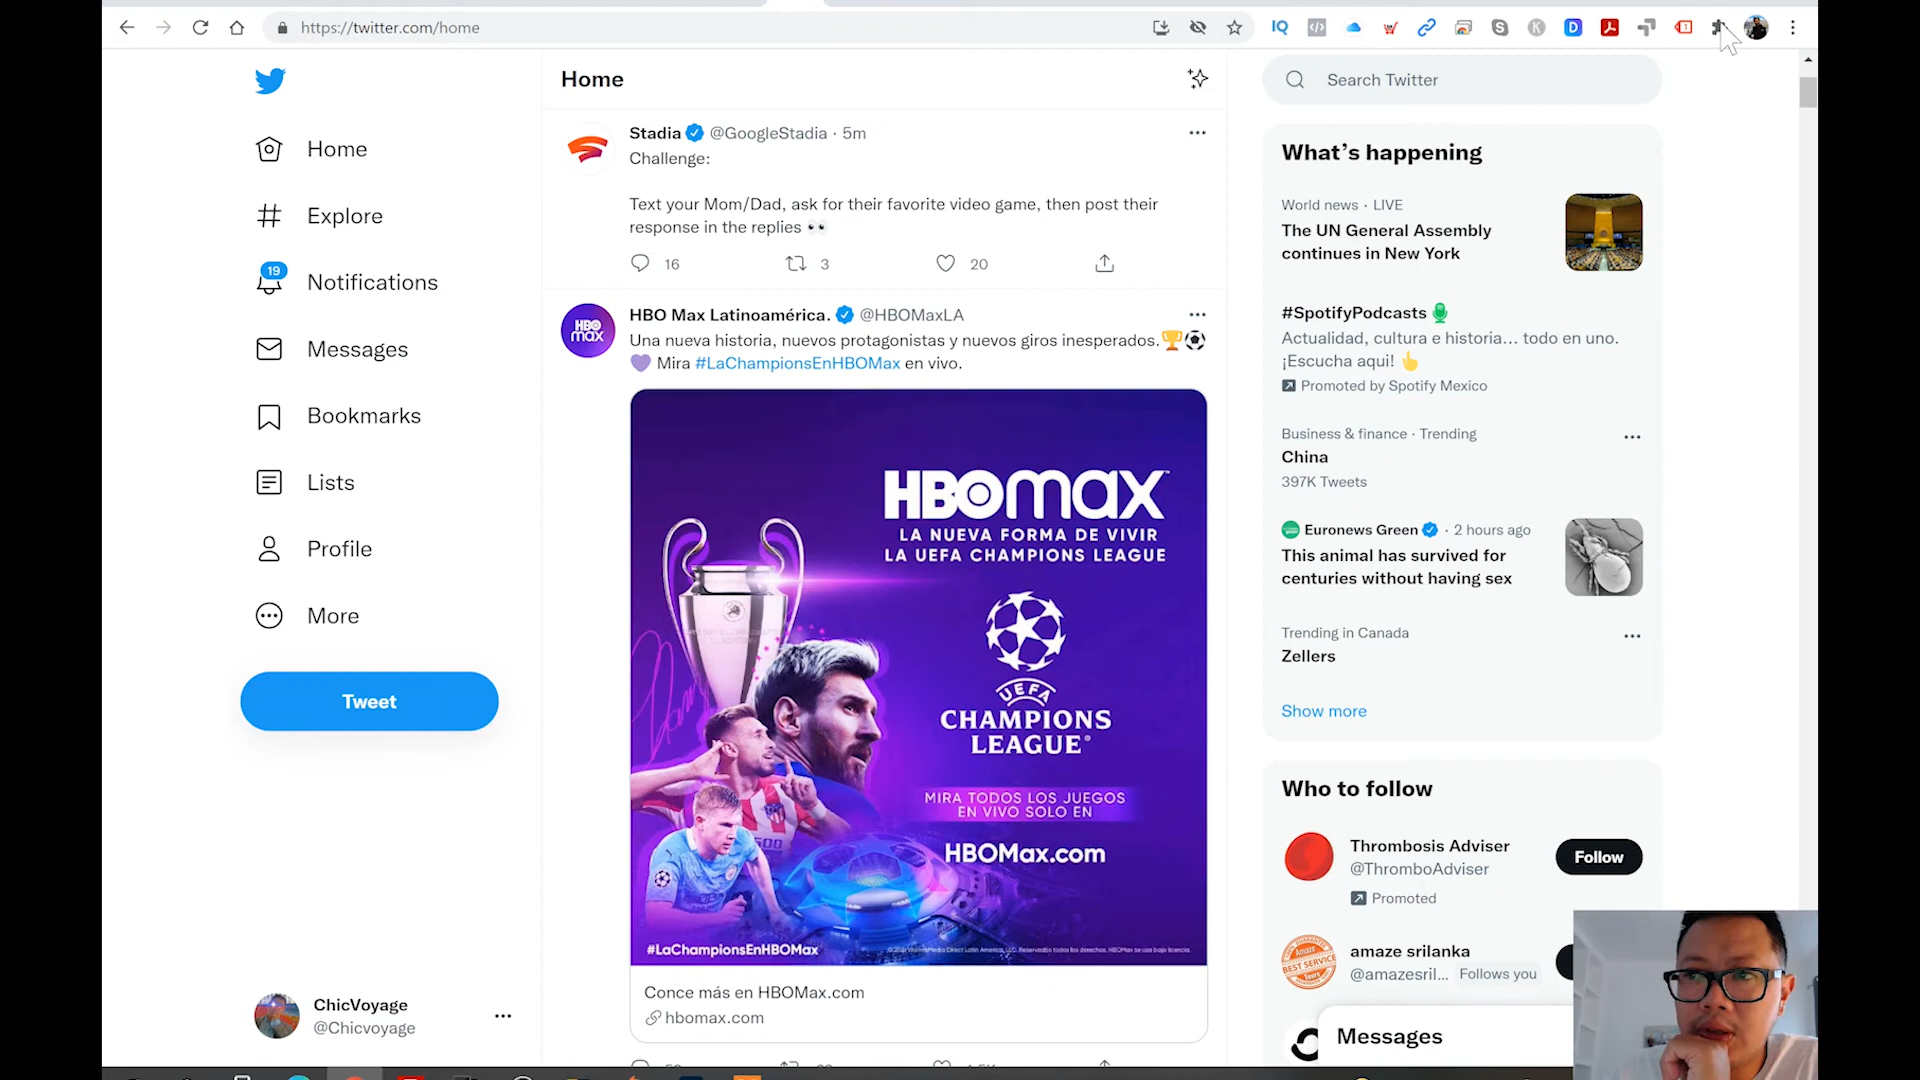 https://twitter.com/home
IQ
K
D
1
Home
Explore
19
Notifications
Messages
Bookmarks
Lists
Profile
More
Tweet
ChicVoyage
@Chicvoyage
Home
Stadia @GoogleStadia · 5m
Challenge:
Text your Mom/Dad, ask for their favorite video game, then post their
response in the replies 👀
16 3 20
HBO max
HBO Max Latinoamérica. @HBOMaxLA
Una nueva historia, nuevos protagonistas y nuevos giros inesperados.🏆⚽
💜 Mira #LaChampionsEnHBOMax en vivo.
HBOmax
LA NUEVA FORMA DE VIVIR
LA UEFA CHAMPIONS LEAGUE
UEFA
CHAMPIONS
LEAGUE®
MIRA TODOS LOS JUEGOS
EN VIVO SOLO EN
HBOMax.com
#LaChampionsEnHBOMax
Conce más en HBOMax.com
hbomax.com
Search Twitter
What’s happening
World news · LIVE
The UN General Assembly
continues in New York
#SpotifyPodcasts
Actualidad, cultura e historia… todo en uno.
¡Escucha aqui! 👆
Promoted by Spotify Mexico
Business & finance · Trending
China
397K Tweets
Euronews Green · 2 hours ago
This animal has survived for
centuries without having sex
Trending in Canada
Zellers
Show more
Who to follow
Thrombosis Adviser
@ThromboAdviser
Follow
Promoted
BEST SERVICE
amaze srilanka
@amazesril... Follows you
Messages